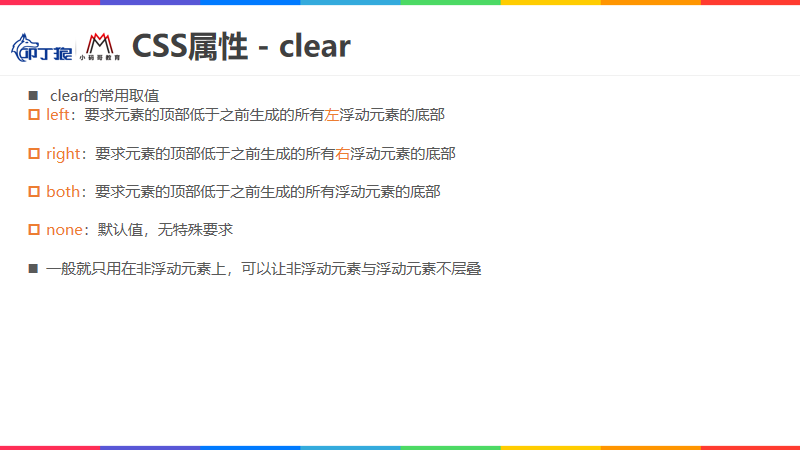 叩丁狼
小码哥教育
CSS属性 - clear
clear的常用取值
left：要求元素的顶部低于之前生成的所有左浮动元素的底部
right：要求元素的顶部低于之前生成的所有右浮动元素的底部
both：要求元素的顶部低于之前生成的所有浮动元素的底部
none：默认值，无特殊要求
一般就只用在非浮动元素上，可以让非浮动元素与浮动元素不层叠